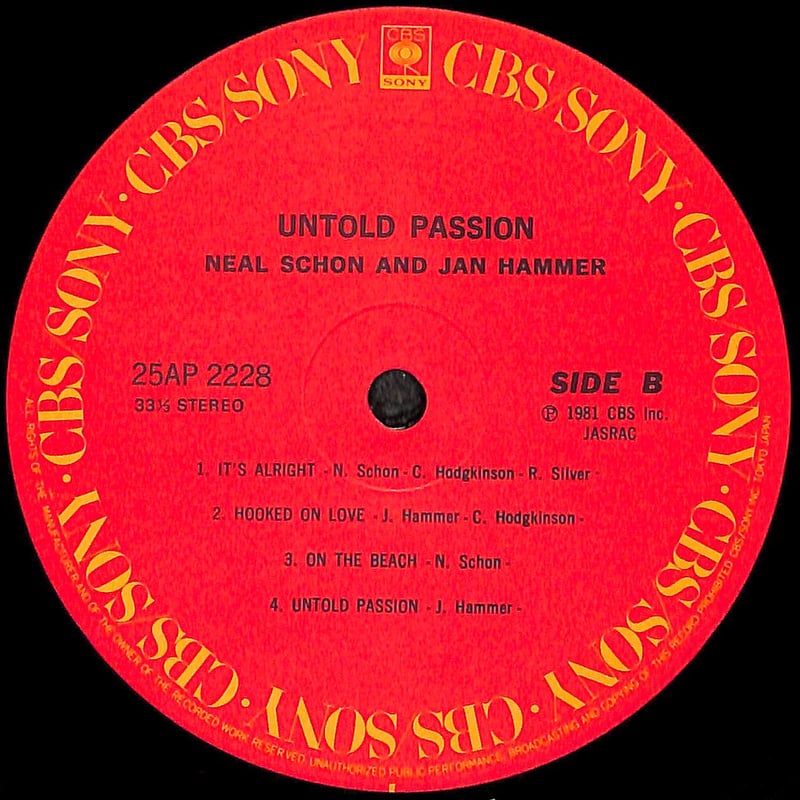 CBS
SONY
CBS/SONY · CBS/SONY · CBS/SONY · CBS/SONY · CBS/SONY · CBS/SONY · CBS/SONY · CBS/SONY
UNTOLD PASSION
NEAL SCHON AND JAN HAMMER
25AP 2228
33⅓ STEREO
SIDE B
Ⓟ 1981 CBS Inc.
JASRAC
1. IT'S ALRIGHT - N. Schon - C. Hodgkinson - R. Silver -
2. HOOKED ON LOVE - J. Hammer - C. Hodgkinson -
3. ON THE BEACH - N. Schon -
4. UNTOLD PASSION - J. Hammer -
ALL RIGHTS OF THE MANUFACTURER AND OF THE OWNER OF THE RECORDED WORK RESERVED UNAUTHORIZED PUBLIC PERFORMANCE BROADCASTING AND COPYING OF THIS RECORD PROHIBITED CBS/SONY INC. TOKYO JAPAN